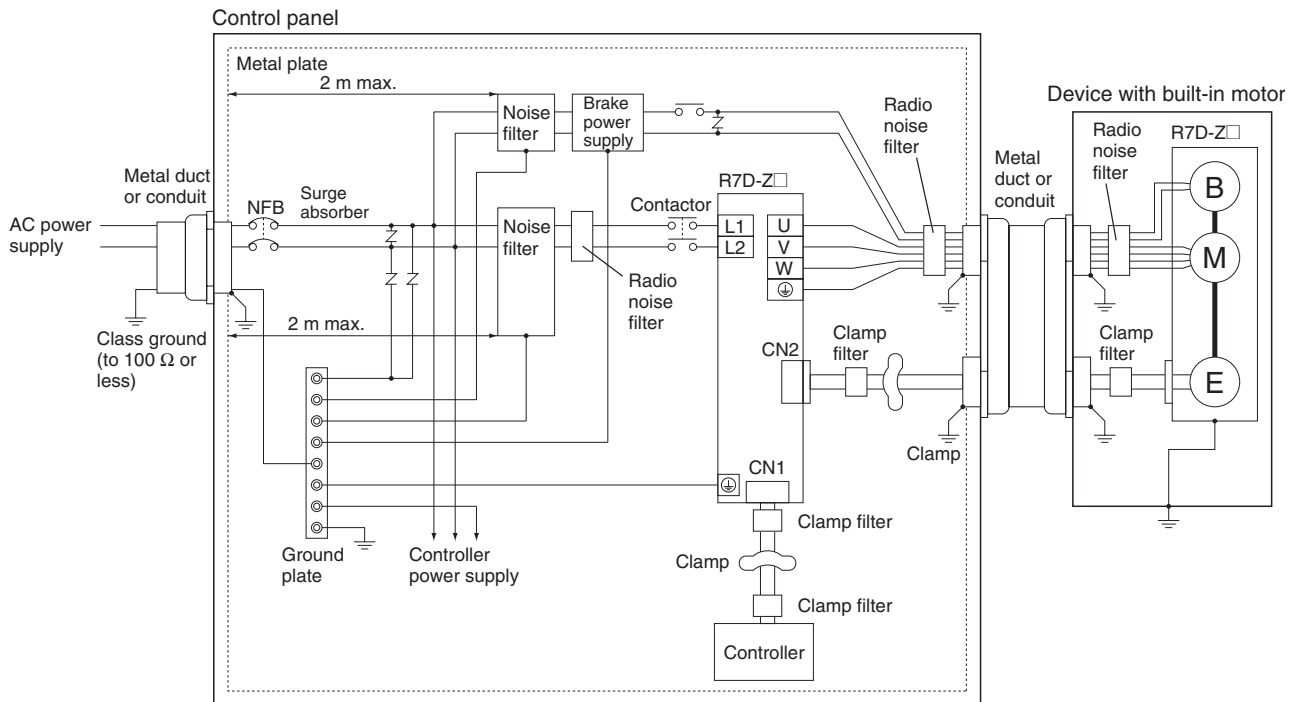 Control panel
Metal plate
2 m max.
Noise
filter
Brake
power
supply
Radio
noise
filter
Device with built-in motor
Radio
noise
filter
R7D-Z□
Metal
duct or
conduit
Metal duct
or conduit
NFB
Surge
absorber
R7D-Z□
B
AC power
supply
Noise
filter
Contactor
L1
L2
U
V
W
M
Radio
noise
filter
2 m max.
Class ground
(to 100 Ω or
less)
CN2
Clamp
filter
Clamp
filter
E
Clamp
CN1
Clamp filter
Ground
plate
Controller
power supply
Clamp
Clamp filter
Controller